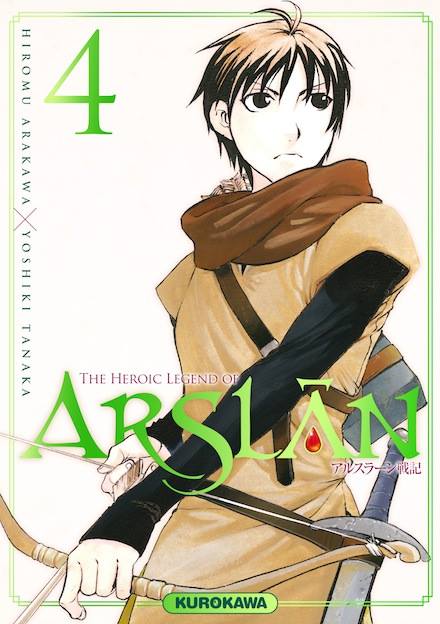 4
HIROMU ARAKAWA × YOSHIKI TANAKA
THE HEROIC LEGEND OF
ARSLĀN
アルスラーン戦記
KUROKAWA